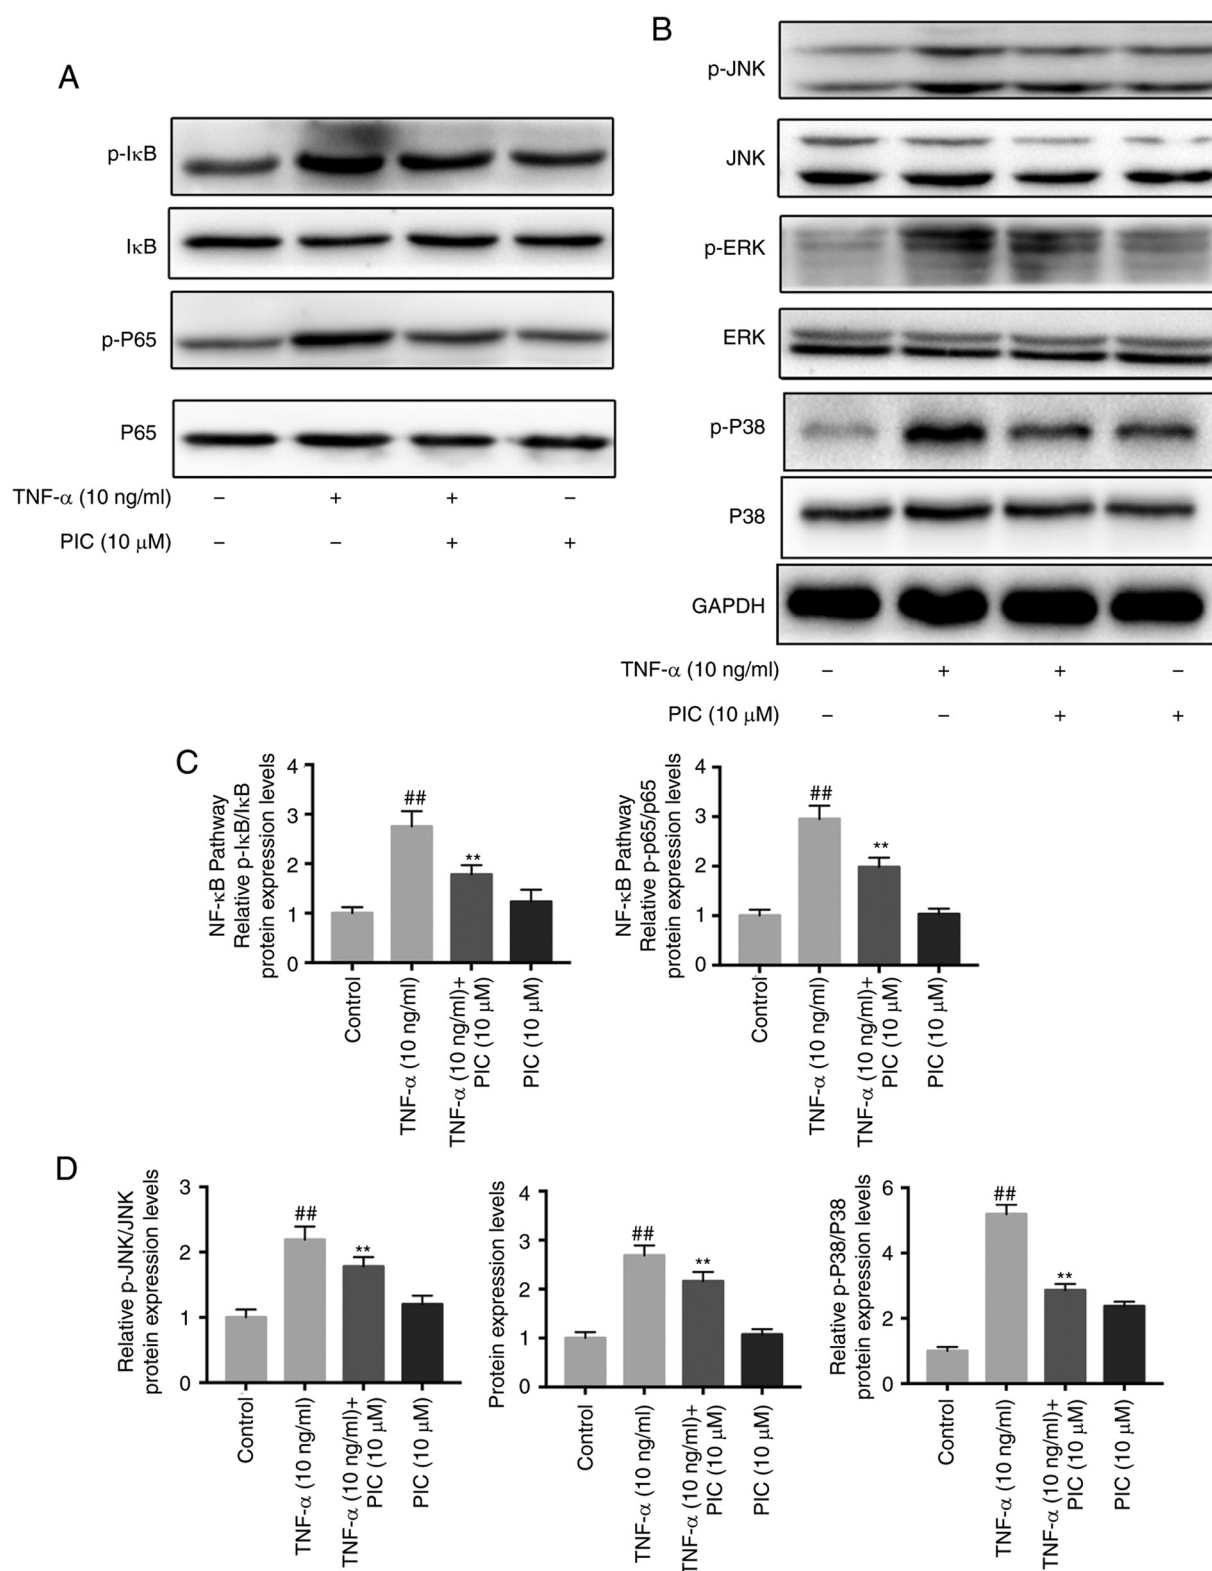 A
p-IκB
IκB
p-P65
P65
TNF-α (10 ng/ml) – + + –
PIC (10 µM) – – + +
B
p-JNK
JNK
p-ERK
ERK
p-P38
P38
GAPDH
TNF-α (10 ng/ml) – + + –
PIC (10 µM) – – + +
C
NF-κB Pathway
Relative p-IκB/IκB
protein expression levels
4
3
2
1
0
##
**
Control
TNF-α (10 ng/ml)
TNF-α (10 ng/ml)+
PIC (10 µM)
PIC (10 µM)
NF-κB Pathway
Relative p-p65/p65
protein expression levels
4
3
2
1
0
##
**
Control
TNF-α (10 ng/ml)
TNF-α (10 ng/ml)+
PIC (10 µM)
PIC (10 µM)
D
Relative p-JNK/JNK
protein expression levels
3
2
1
0
##
**
Control
TNF-α (10 ng/ml)
TNF-α (10 ng/ml)+
PIC (10 µM)
PIC (10 µM)
Protein expression levels
4
3
2
1
0
##
**
Control
TNF-α (10 ng/ml)
TNF-α (10 ng/ml)+
PIC (10 µM)
PIC (10 µM)
Relative p-P38/P38
protein expression levels
6
4
2
0
##
**
Control
TNF-α (10 ng/ml)
TNF-α (10 ng/ml)+
PIC (10 µM)
PIC (10 µM)